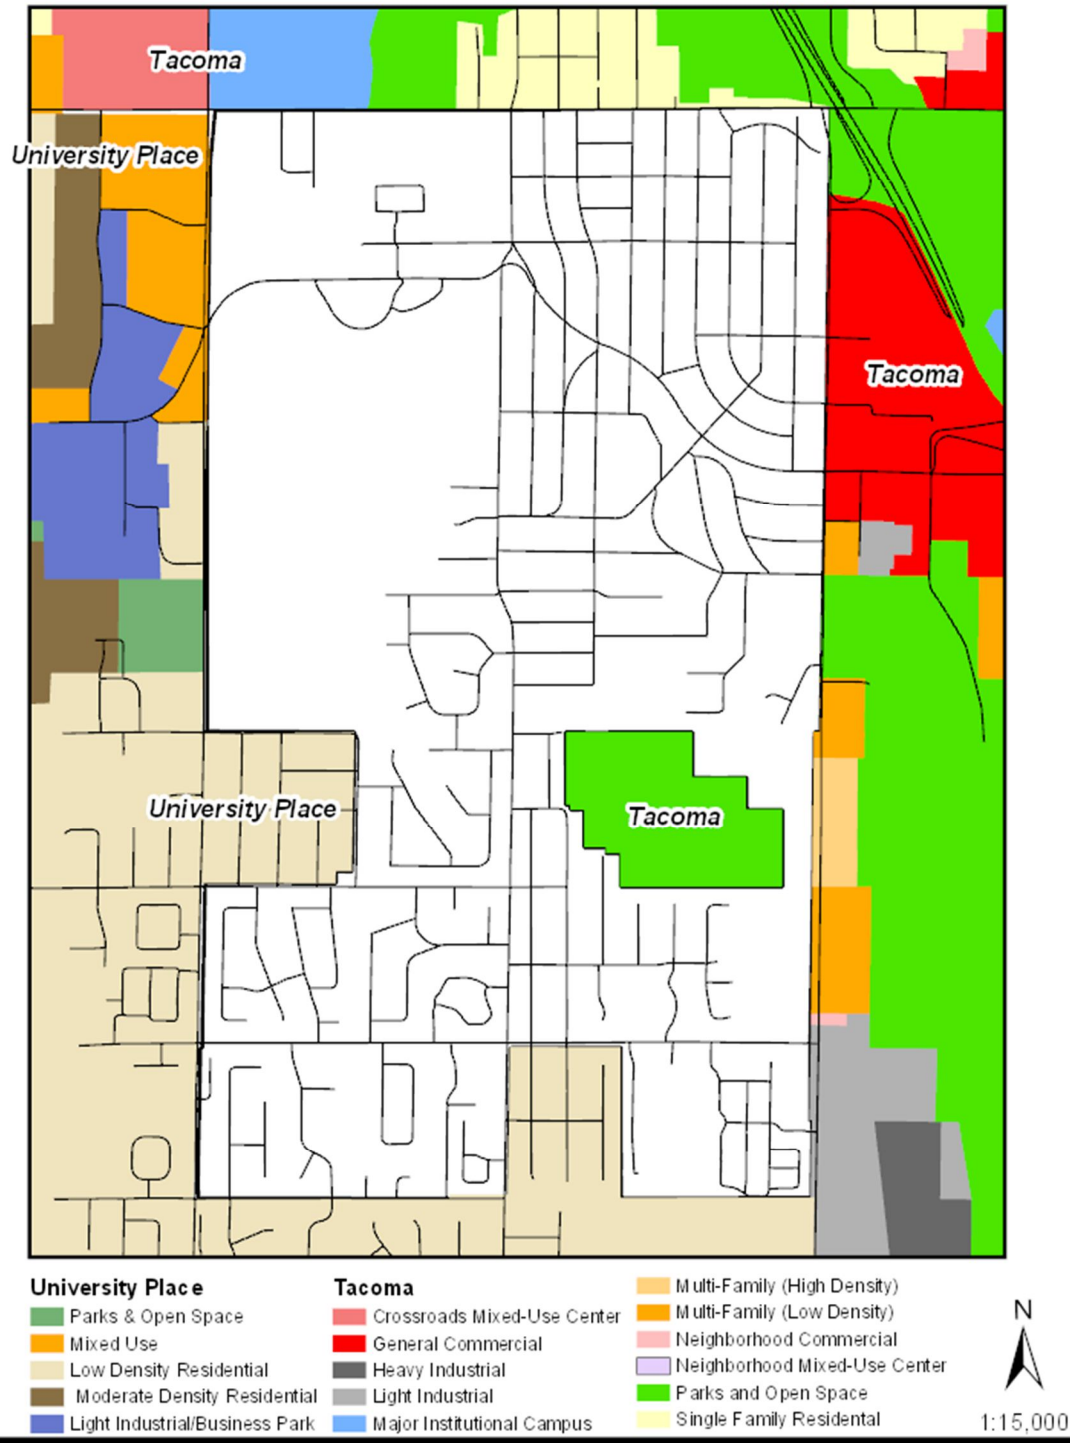 Tacoma
University Place
Tacoma
University Place
Tacoma
University Place
Parks & Open Space
Mixed Use
Low Density Residential
Moderate Density Residential
Light Industrial/Business Park
Tacoma
Crossroads Mixed-Use Center
General Commercial
Heavy Industrial
Light Industrial
Major Institutional Campus
Multi-Family (High Density)
Multi-Family (Low Density)
Neighborhood Commercial
Neighborhood Mixed-Use Center
Parks and Open Space
Single Family Residental
N
1:15,000